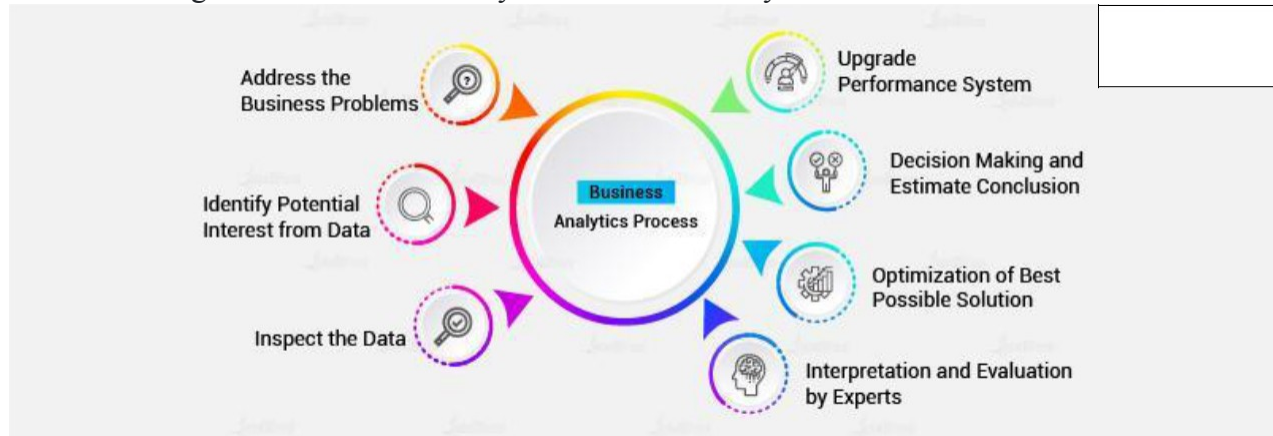 Address the
Business Problems
Identify Potential
Interest from Data
Inspect the Data
Business
Analytics Process
Upgrade
Performance System
Decision Making and
Estimate Conclusion
Optimization of Best
Possible Solution
Interpretation and Evaluation
by Experts